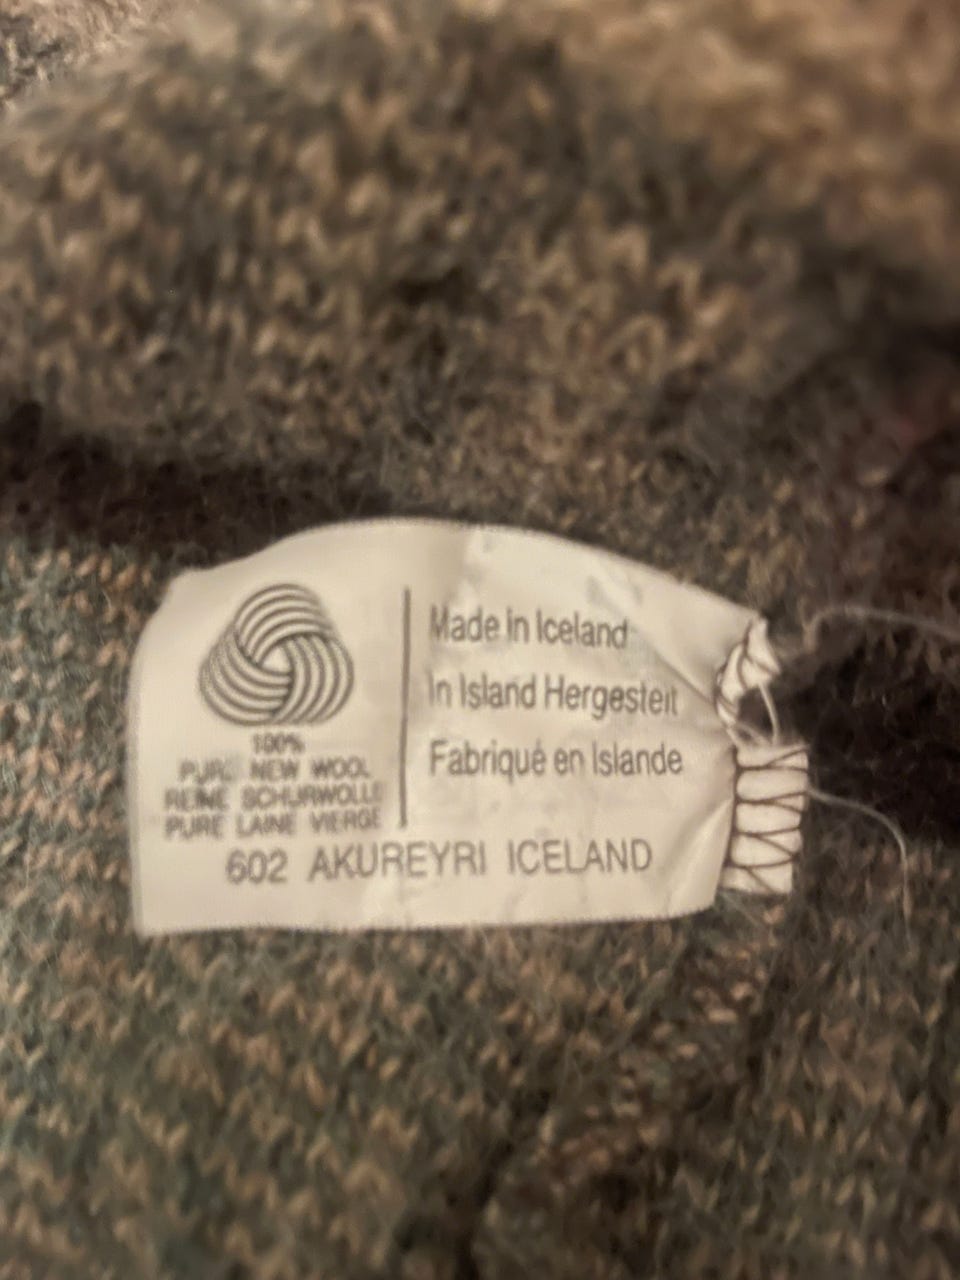 100%
PURE NEW WOOL
REINE SCHURWOLLE
PURE LAINE VIERGE
Made in Iceland
In Island Hergestelt
Fabriqué en Islande
602 AKUREYRI ICELAND